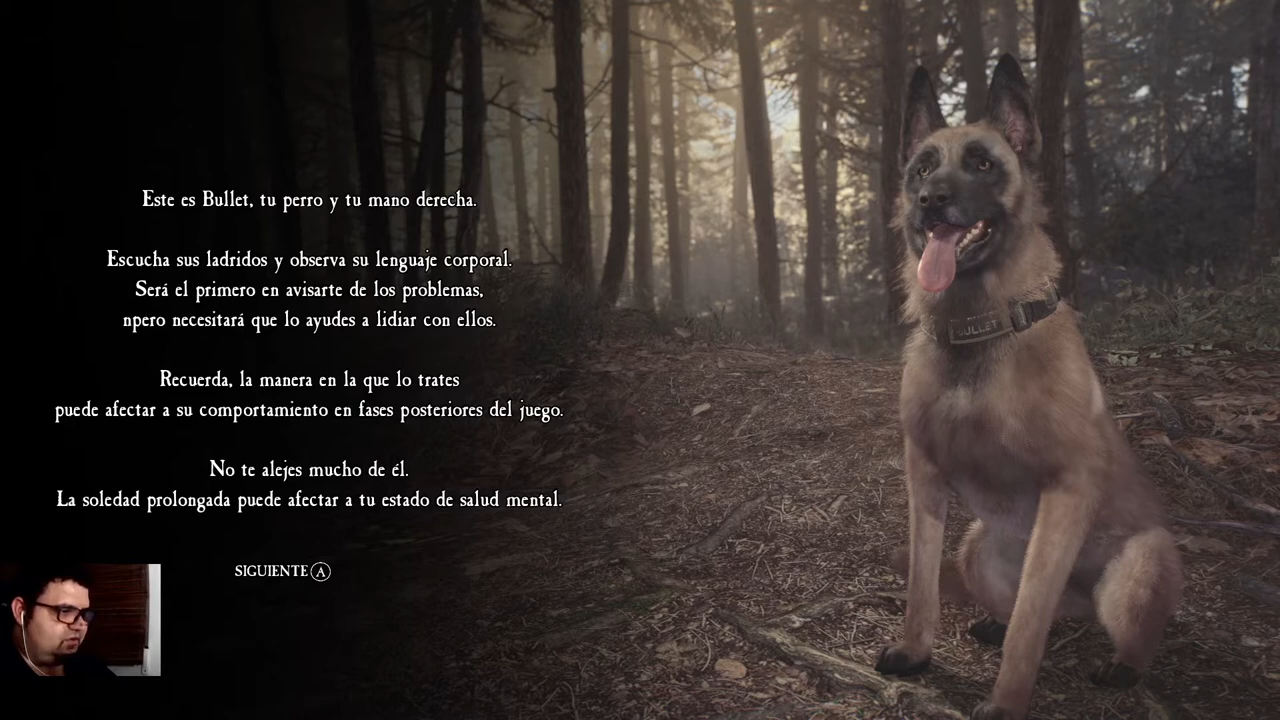 Este es Bullet, tu perro y tu mano derecha.
Escucha sus ladridos y observa su lenguaje corporal.
Será el primero en avisarte de los problemas,
npero necesitará que lo ayudes a lidiar con ellos.
Recuerda, la manera en la que lo trates
puede afectar a su comportamiento en fases posteriores del juego.
No te alejes mucho de él.
La soledad prolongada puede afectar a tu estado de salud mental.
SIGUIENTE A
BULLET